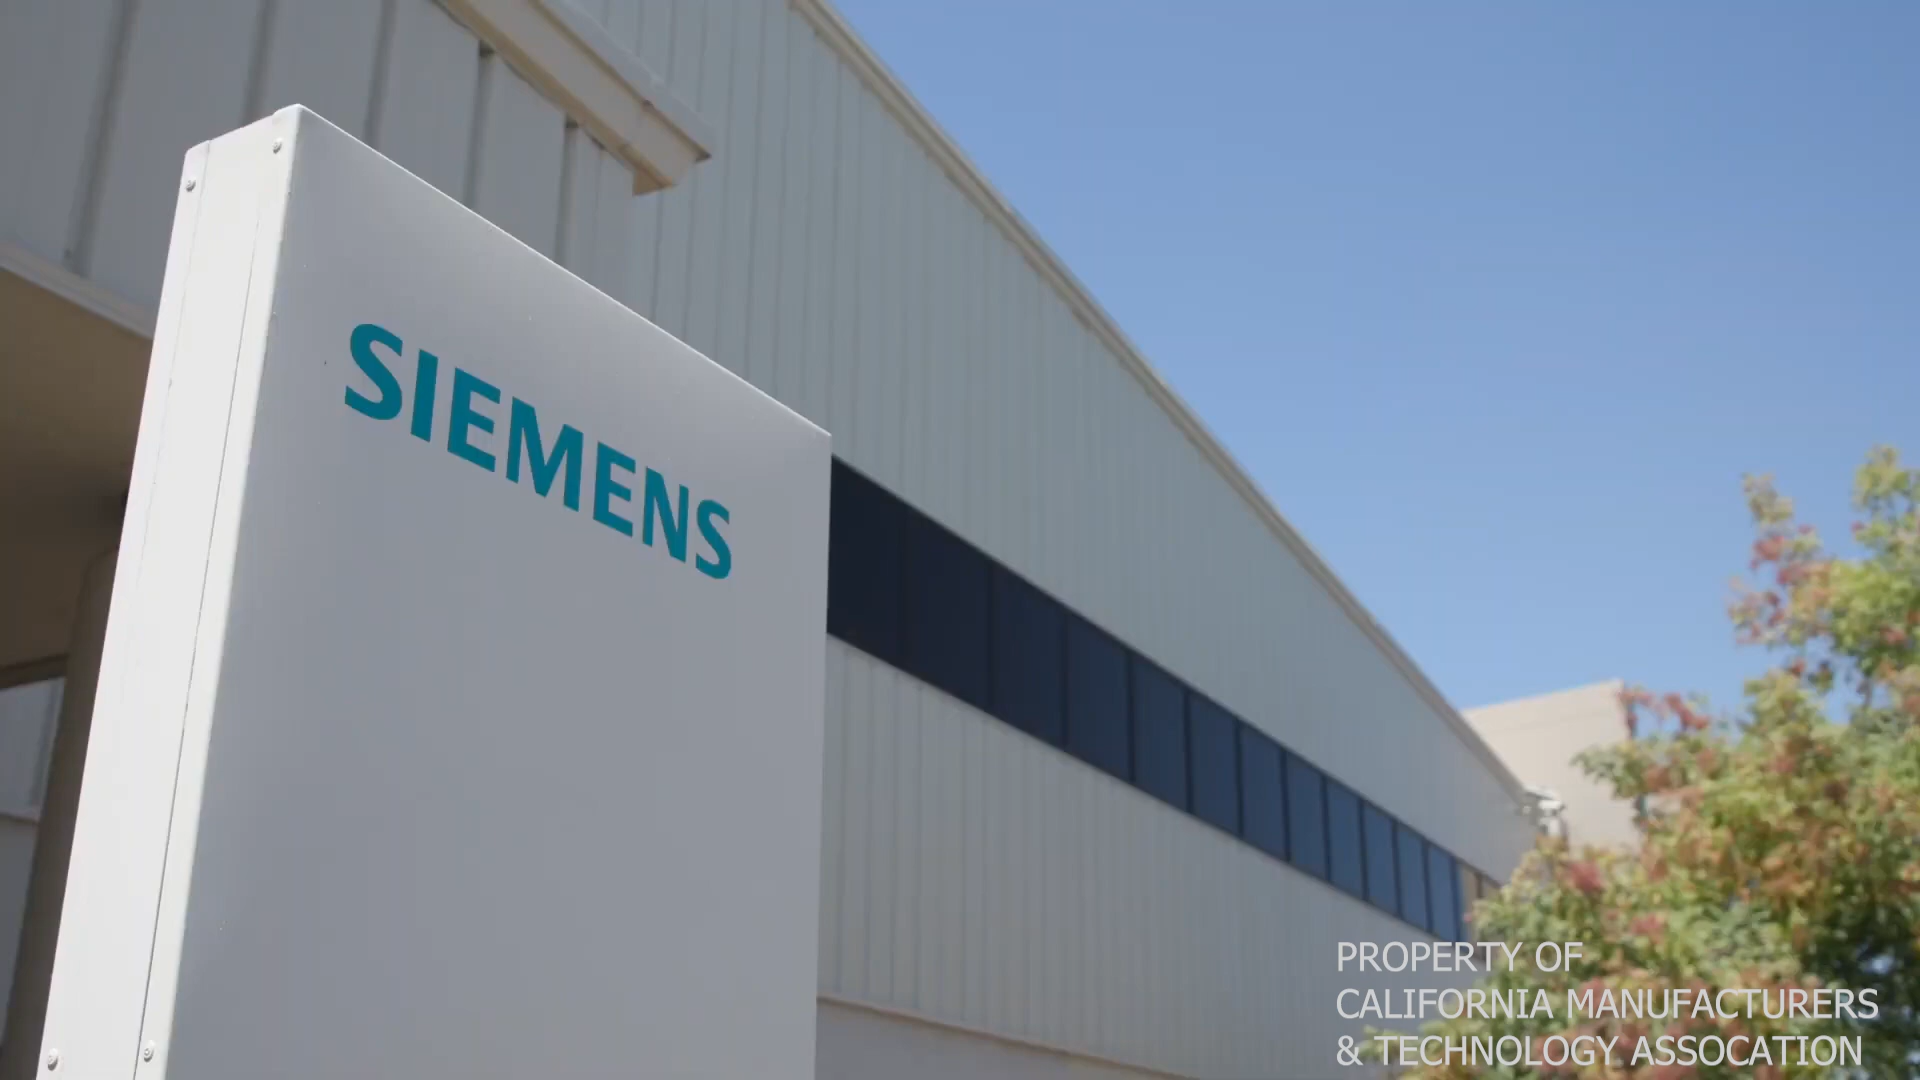 SIEMENS
PROPERTY OF
CALIFORNIA MANUFACTURERS
& TECHNOLOGY ASSOCATION